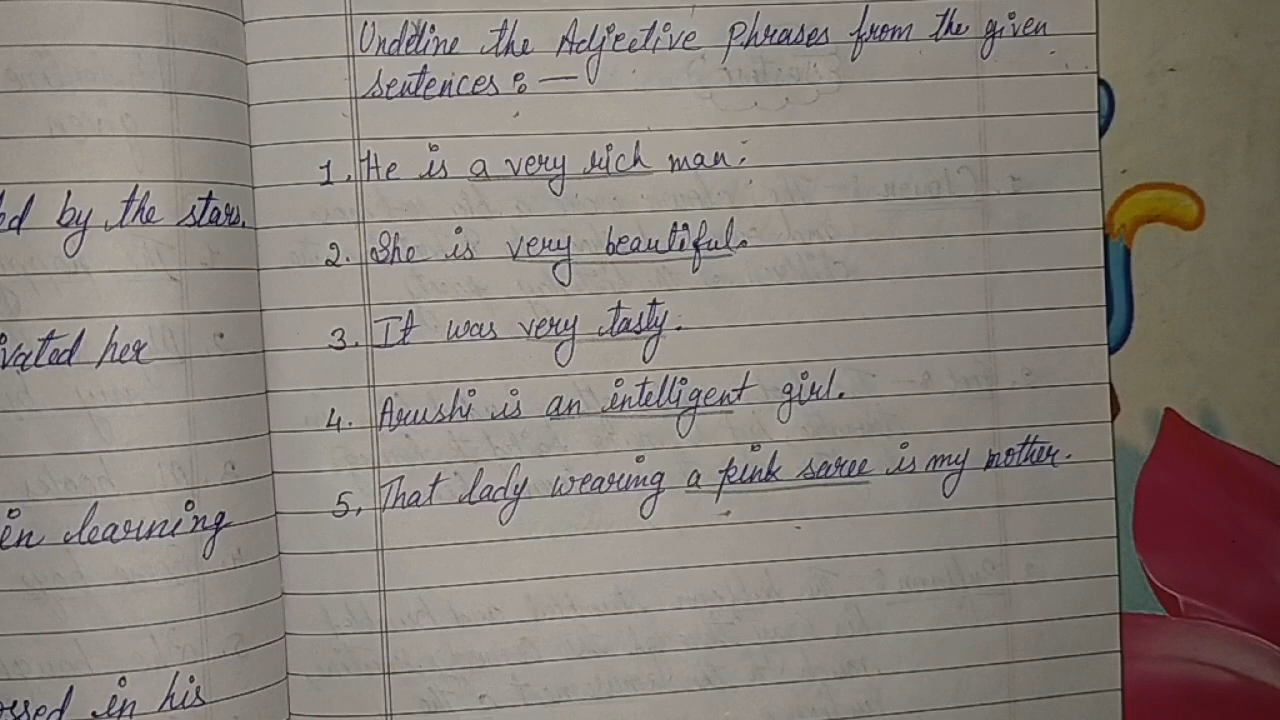 Underline the Adjective Phrases from the given
sentences : —
1. He is a very rich man.
2. She is very beautiful.
3. It was very tasty.
4. Arushi is an intelligent girl.
5. That lady wearing a pink saree is my mother.
by the stars.
her
in learning
in his